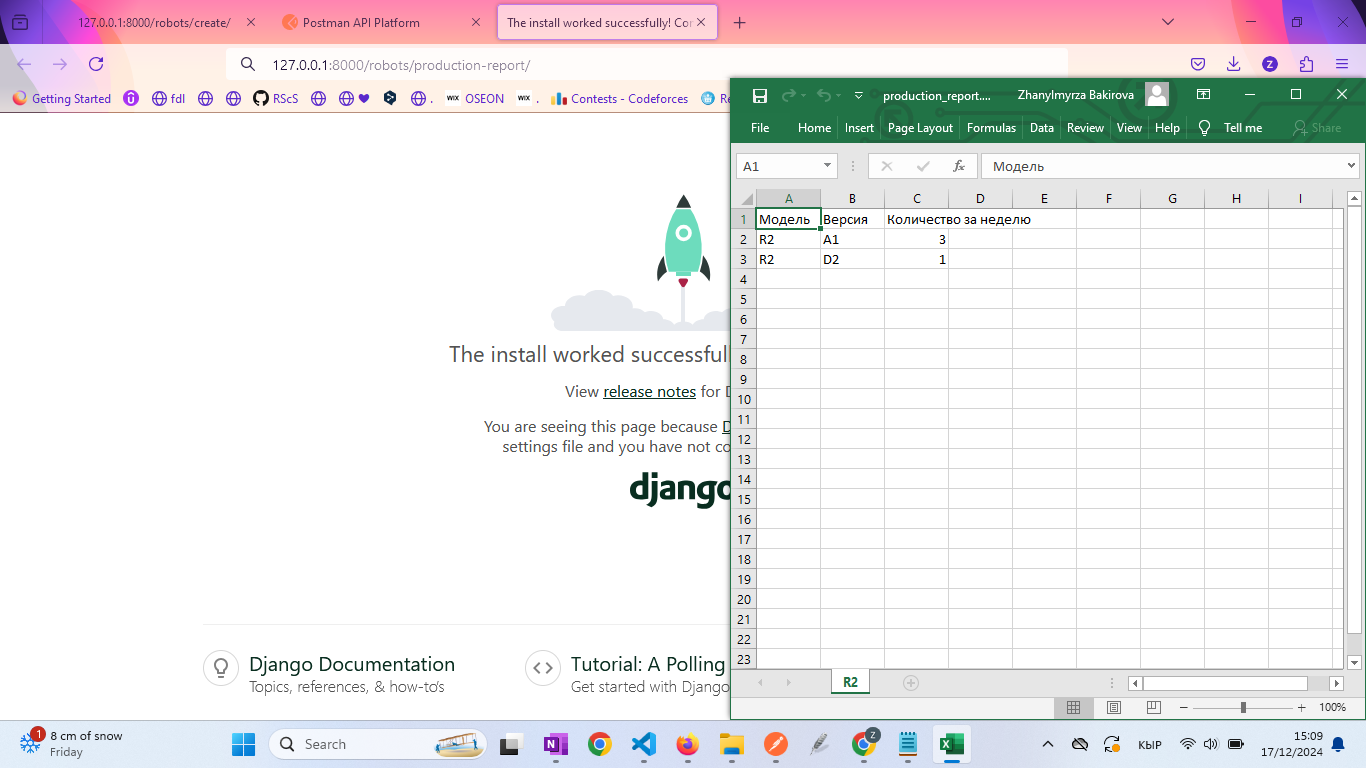 127.0.0.1:8000/robots/create/
Postman API Platform
The install worked successfully! Cor
127.0.0.1:8000/robots/production-report/
Getting Started
fdl
RScS
.
WIX OSEON
WIX .
Contests - Codeforces
Re
The install worked successfull
View release notes for D
You are seeing this page because D
settings file and you have not co
django
Django Documentation
Topics, references, & how-to's
Tutorial: A Polling
Get started with Django
production_report....
Zhanylmyrza Bakirova
File
Home
Insert
Page Layout
Formulas
Data
Review
View
Help
Tell me
Share
A1
fx
Модель
A B C D E F G H I
1 Модель Версия Количество за неделю
2 R2 A1 3
3 R2 D2 1
4
5
6
7
8
9
10
11
12
13
14
15
16
17
18
19
20
21
22
23
R2
100%
1
8 cm of snow
Friday
Search
Z
КЫР
15:09
17/12/2024